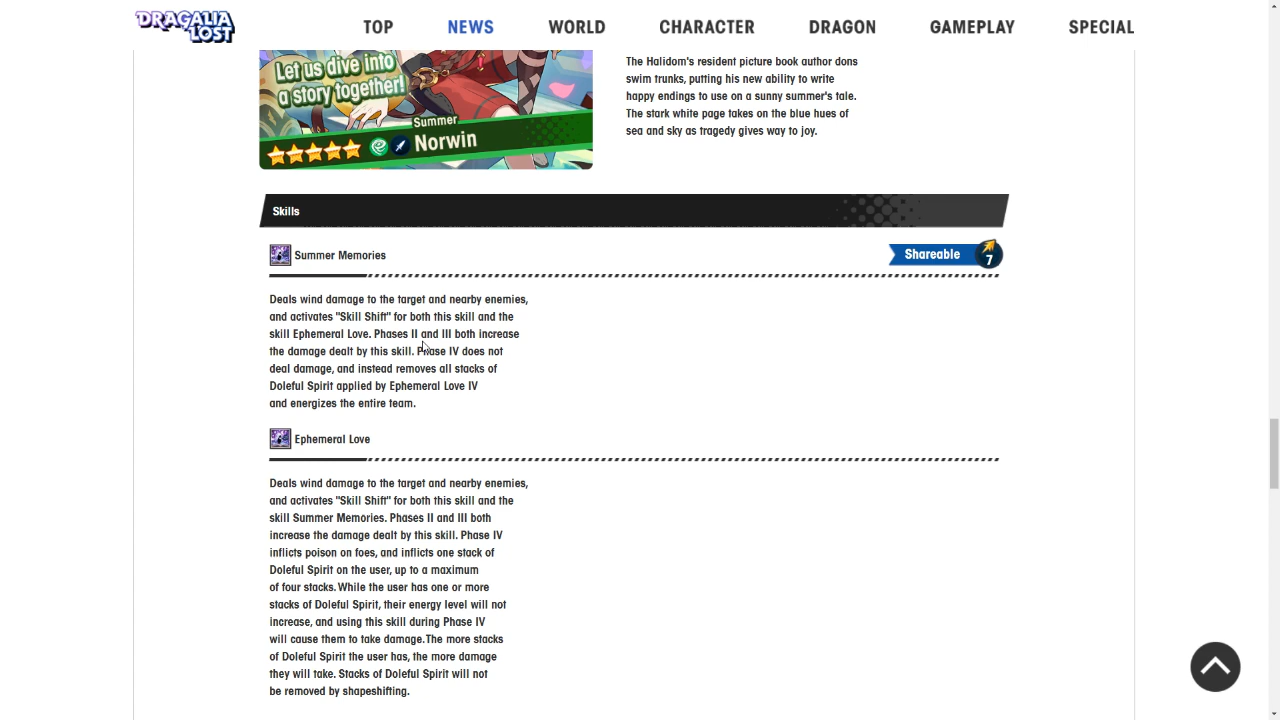 DRAGALIA
LOST
TOP
NEWS
WORLD
CHARACTER
DRAGON
GAMEPLAY
SPECIAL
Let us dive into
a story together!
Summer
Norwin
The Halidom's resident picture book author dons
swim trunks, putting his new ability to write
happy endings to use on a sunny summer's tale.
The stark white page takes on the blue hues of
sea and sky as tragedy gives way to joy.
Skills
Summer Memories
Shareable
7
Deals wind damage to the target and nearby enemies,
and activates "Skill Shift" for both this skill and the
skill Ephemeral Love. Phases II and III both increase
the damage dealt by this skill. Phase IV does not
deal damage, and instead removes all stacks of
Doleful Spirit applied by Ephemeral Love IV
and energizes the entire team.
Ephemeral Love
Deals wind damage to the target and nearby enemies,
and activates "Skill Shift" for both this skill and the
skill Summer Memories. Phases II and III both
increase the damage dealt by this skill. Phase IV
inflicts poison on foes, and inflicts one stack of
Doleful Spirit on the user, up to a maximum
of four stacks. While the user has one or more
stacks of Doleful Spirit, their energy level will not
increase, and using this skill during Phase IV
will cause them to take damage. The more stacks
of Doleful Spirit the user has, the more damage
they will take. Stacks of Doleful Spirit will not
be removed by shapeshifting.